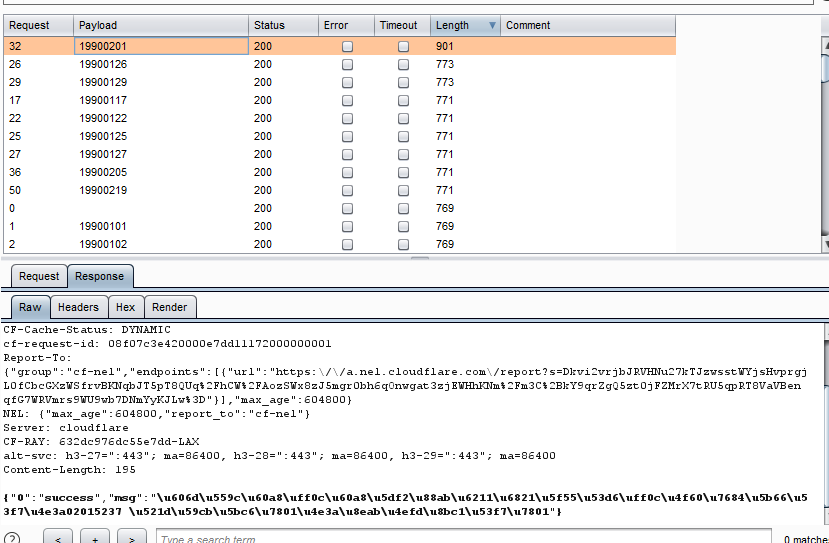 Request Payload Status Error Timeout Length Comment
32 19900201 200 901
26 19900126 200 773
29 19900129 200 773
17 19900117 200 771
22 19900122 200 771
25 19900125 200 771
27 19900127 200 771
36 19900205 200 771
50 19900219 200 771
0 200 769
1 19900101 200 769
2 19900102 200 769
Request Response
Raw Headers Hex Render
CF-Cache-Status: DYNAMIC
cf-request-id: 08f07c3e420000e7dd11172000000001
Report-To:
{"group":"cf-nel","endpoints":[{"url":"https:\/\/a.nel.cloudflare.com\/report?s=Dkvi2vrjbJRVHNu27kTJzwsstWYjsHvprgj
L0fCbcGXzWSfrvBKNqbJT5pT8QUq%2FhCW%2FAozSWx8zJ5mgr0bh6q0nwgat3zjEWHhKNm%2Fm3C%2BkY9qrZgQ5zt0jFZMrX7tRU5qpRT8VaVBen
qfG7WRVmrs9WU9wb7DNmYyKJLw%3D"}],"max_age":604800}
NEL: {"max_age":604800,"report_to":"cf-nel"}
Server: cloudflare
CF-RAY: 632dc976dc55e7dd-LAX
alt-svc: h3-27=":443"; ma=86400, h3-28=":443"; ma=86400, h3-29=":443"; ma=86400
Content-Length: 195
{"0":"success","msg":"\u606d\u559c\u60a8\uff0c\u60a8\u5df2\u88ab\u6211\u6821\u5f55\u53d6\uff0c\u4f60\u7684\u5b66\u5
3f7\u4e3a02015237 \u521d\u59cb\u5bc6\u7801\u4e3a\u8eab\u4efd\u8bc1\u53f7\u7801"}
? < + > Type a search term 0 matche